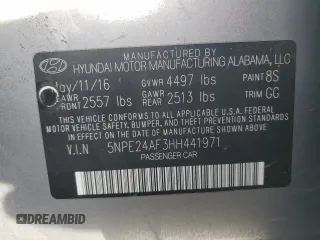 MANUFACTURED BY
HYUNDAI MOTOR MANUFACTURING ALABAMA, LLC
Nov/11/16 GVWR 4497 lbs PAINT 8S
GAWR FRONT 2557 lbs GAWR REAR 2513 lbs TRIM GG
THIS VEHICLE CONFORMS TO ALL APPLICABLE U.S.A. FEDERAL
MOTOR VEHICLE SAFETY, BUMPER, AND THEFT PREVENTION
STANDARDS IN EFFECT ON THE DATE OF MANUFACTURE
SHOWN ABOVE.
V.I.N 5NPE24AF3HH441971
PASSENGER CAR
DREAMBID